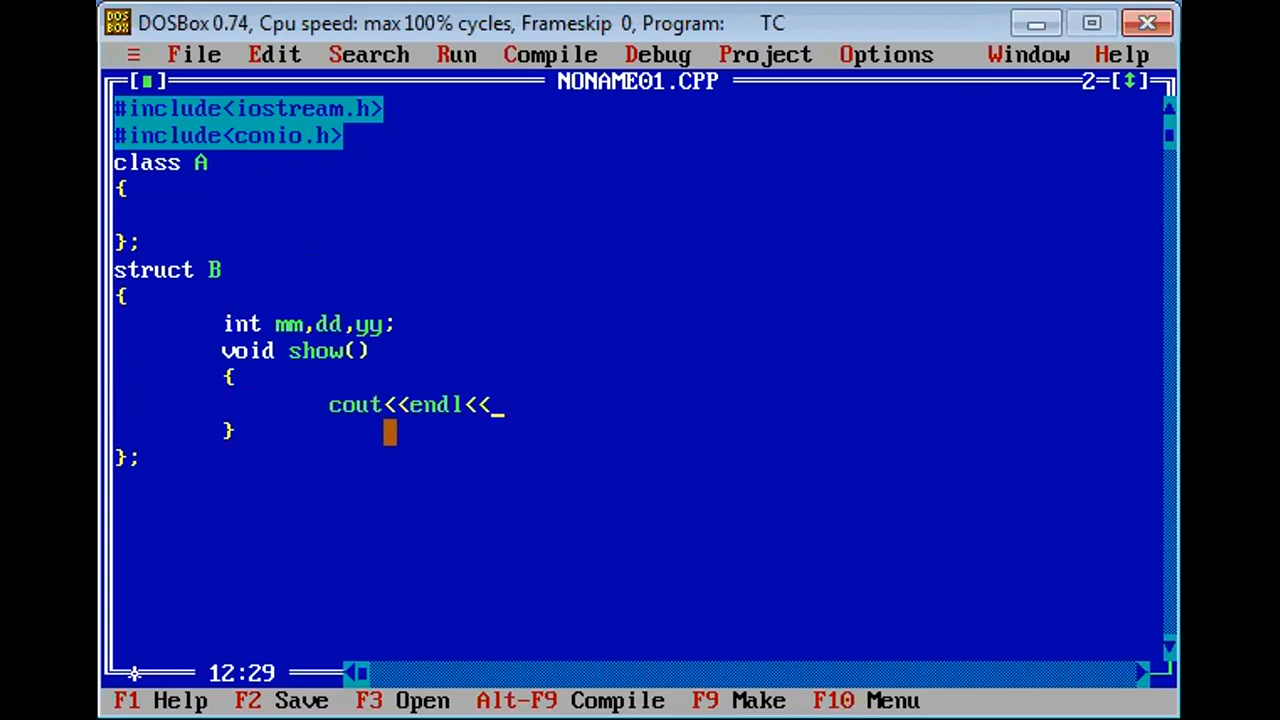 DOSBox 0.74, Cpu speed: max 100% cycles, Frameskip 0, Program: TC
≡ File Edit Search Run Compile Debug Project Options Window Help
[■] NONAME01.CPP 2=[↕]
#include<iostream.h>
#include<conio.h>
class A
{
};
struct B
{
int mm,dd,yy;
void show()
{
cout<<endl<<_
}
};
12:29
F1 Help F2 Save F3 Open Alt-F9 Compile F9 Make F10 Menu